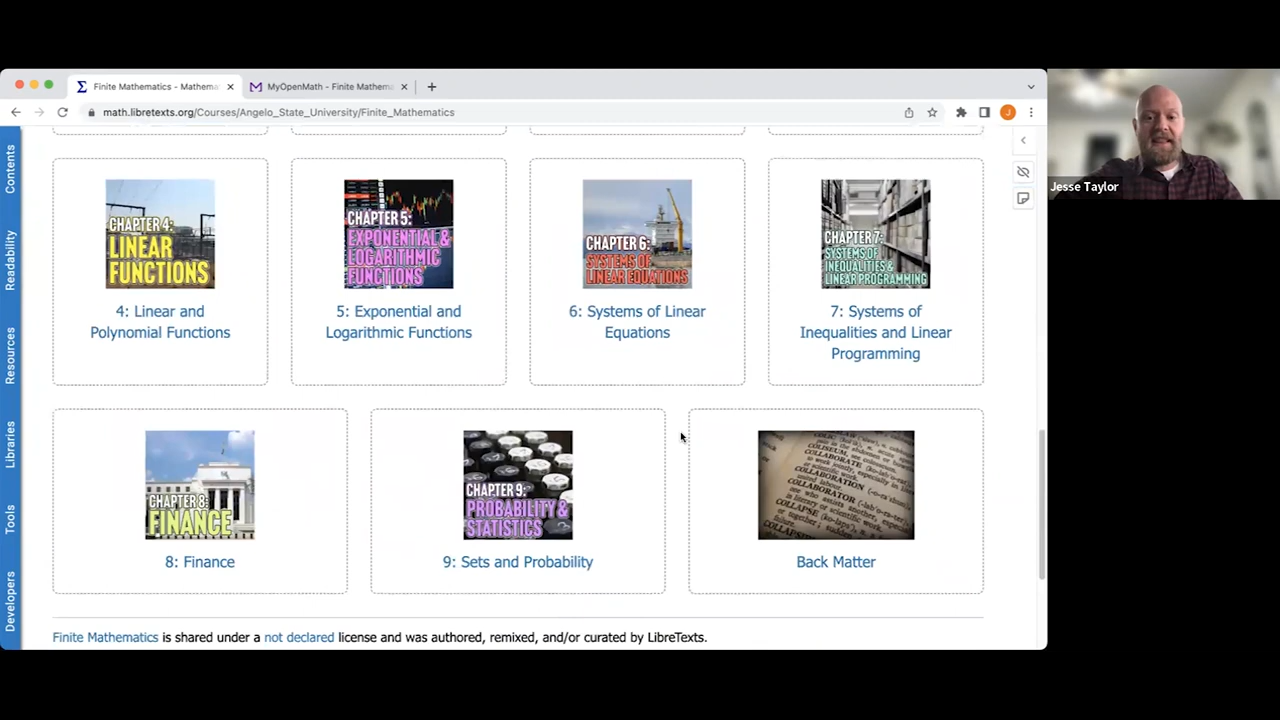 Finite Mathematics - Mathema
MyOpenMath - Finite Mathema
math.libretexts.org/Courses/Angelo_State_University/Finite_Mathematics
J
Jesse Taylor
Contents
Readability
Resources
Libraries
Tools
Developers
CHAPTER 4:
LINEAR
FUNCTIONS
4: Linear and
Polynomial Functions
CHAPTER 5:
EXPONENTIAL &
LOGARITHMIC
FUNCTIONS
5: Exponential and
Logarithmic Functions
CHAPTER 6:
SYSTEMS OF
LINEAR EQUATIONS
6: Systems of Linear
Equations
CHAPTER 7:
SYSTEMS OF
INEQUALITIES &
LINEAR PROGRAMMING
7: Systems of
Inequalities and Linear
Programming
CHAPTER 8:
FINANCE
8: Finance
CHAPTER 9:
PROBABILITY &
STATISTICS
9: Sets and Probability
COLLABORATE
COLLABORATION
COLLABORATOR
COLLAPSE
Back Matter
Finite Mathematics is shared under a not declared license and was authored, remixed, and/or curated by LibreTexts.